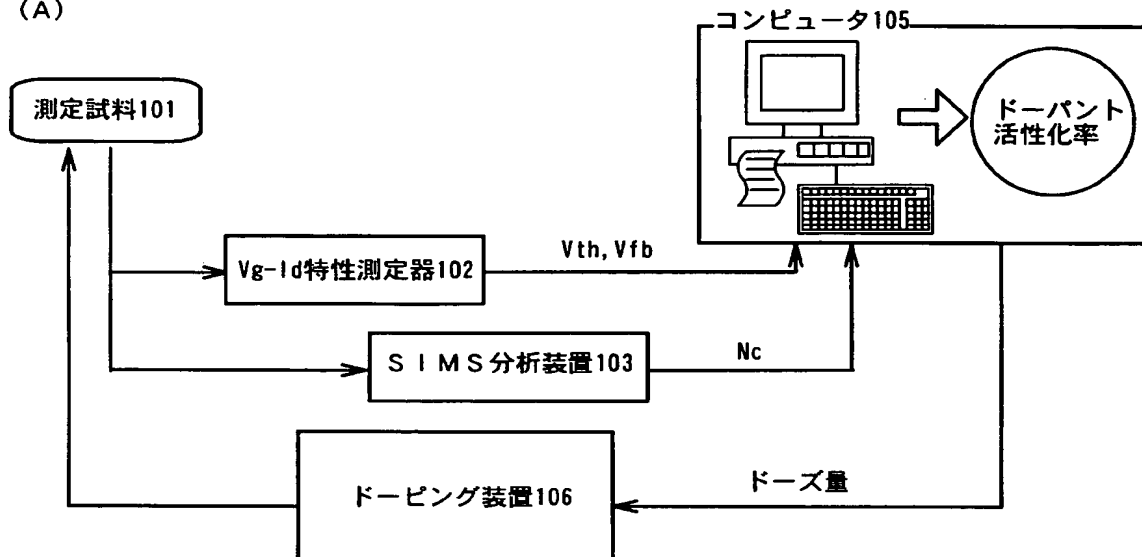 (A)
コンピュータ105
測定試料101
ドーパント
活性化率
Vg-Id特性測定器102
Vth, Vfb
SIMS分析装置103
Nc
ドーピング装置106
ドーズ量